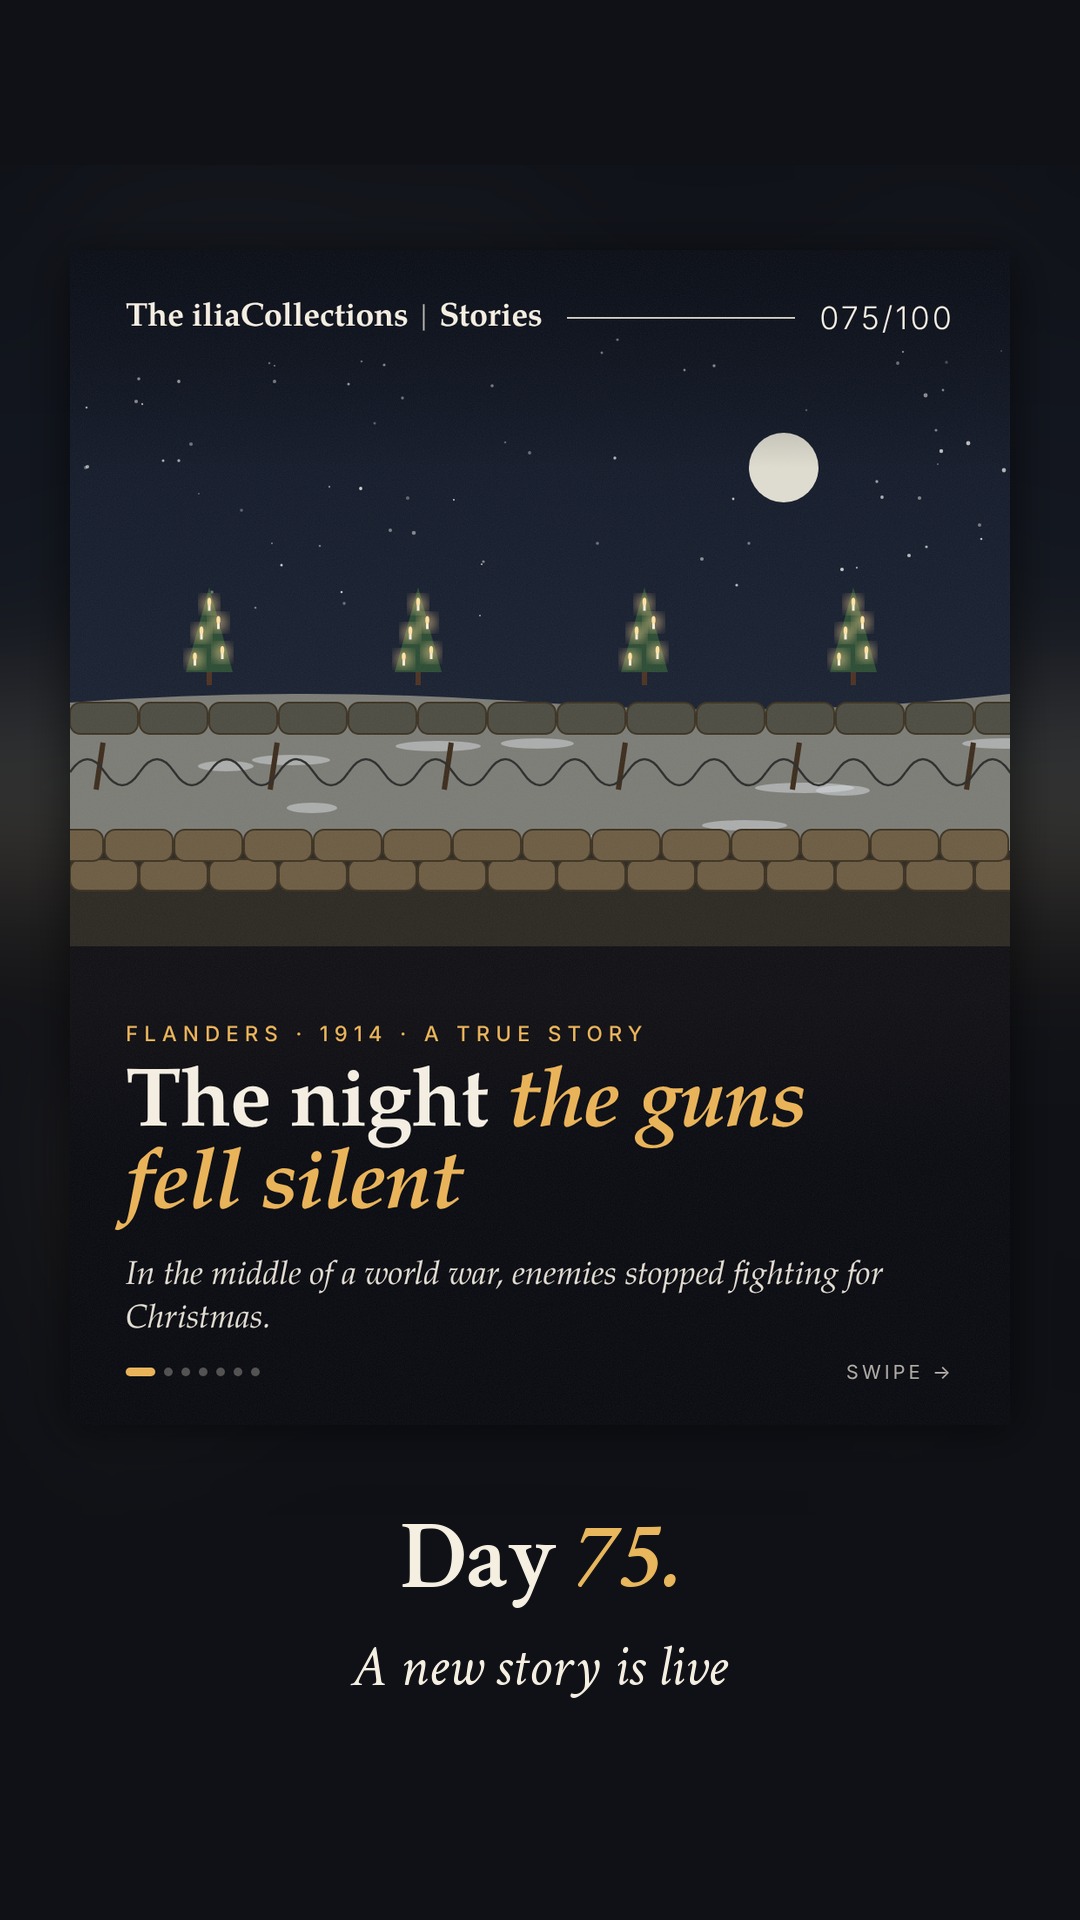 The iliaCollections | Stories 075/100
FLANDERS · 1914 · A TRUE STORY
The night the guns
fell silent
In the middle of a world war, enemies stopped fighting for
Christmas.
SWIPE →
Day 75.
A new story is live